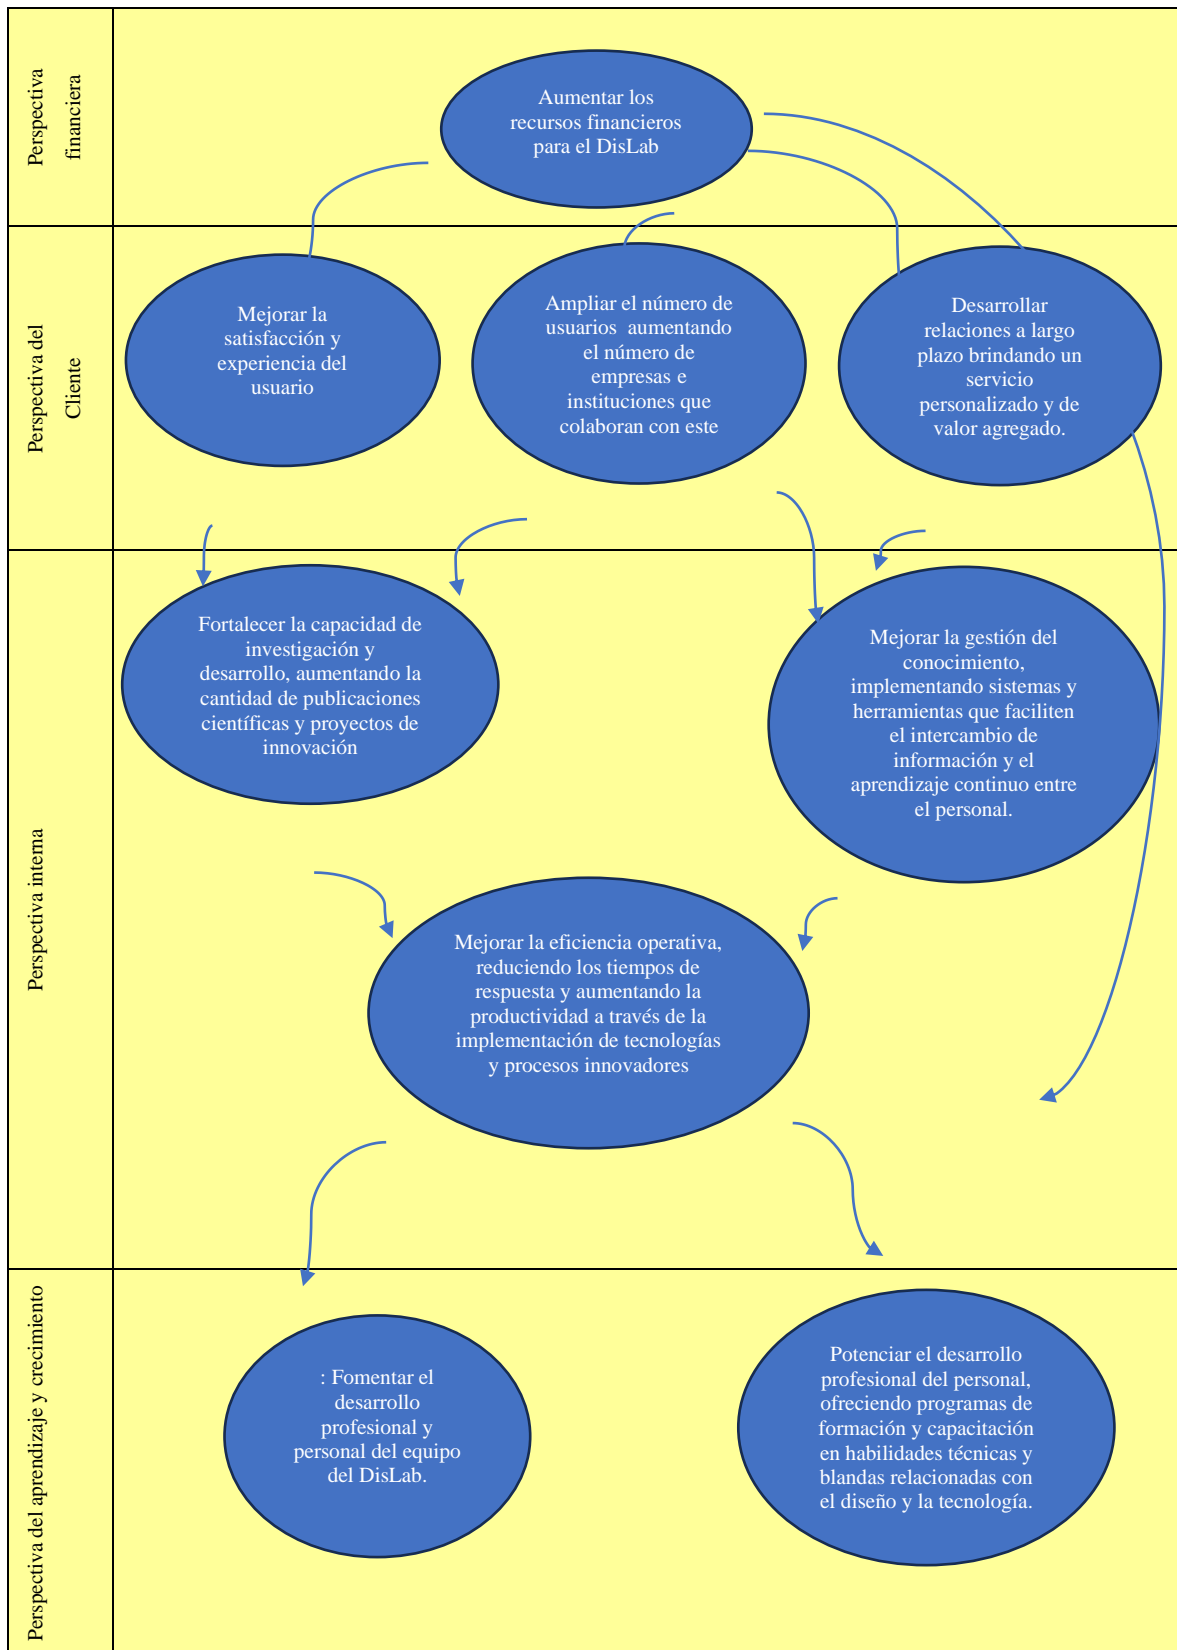 Perspectiva
financiera
Aumentar los
recursos financieros
para el DisLab
Perspectiva del
Cliente
Mejorar la
satisfacción y
experiencia del
usuario
Ampliar el número de
usuarios  aumentando
el número de
empresas e
instituciones que
colaboran con este
Desarrollar
relaciones a largo
plazo brindando un
servicio
personalizado y de
valor agregado.
Perspectiva interna
Fortalecer la capacidad de
investigación y
desarrollo, aumentando la
cantidad de publicaciones
científicas y proyectos de
innovación
Mejorar la gestión del
conocimiento,
implementando sistemas y
herramientas que faciliten
el intercambio de
información y el
aprendizaje continuo entre
el personal.
Mejorar la eficiencia operativa,
reduciendo los tiempos de
respuesta y aumentando la
productividad a través de la
implementación de tecnologías
y procesos innovadores
Perspectiva del aprendizaje y crecimiento
: Fomentar el
desarrollo
profesional y
personal del equipo
del DisLab.
Potenciar el desarrollo
profesional del personal,
ofreciendo programas de
formación y capacitación
en habilidades técnicas y
blandas relacionadas con
el diseño y la tecnología.